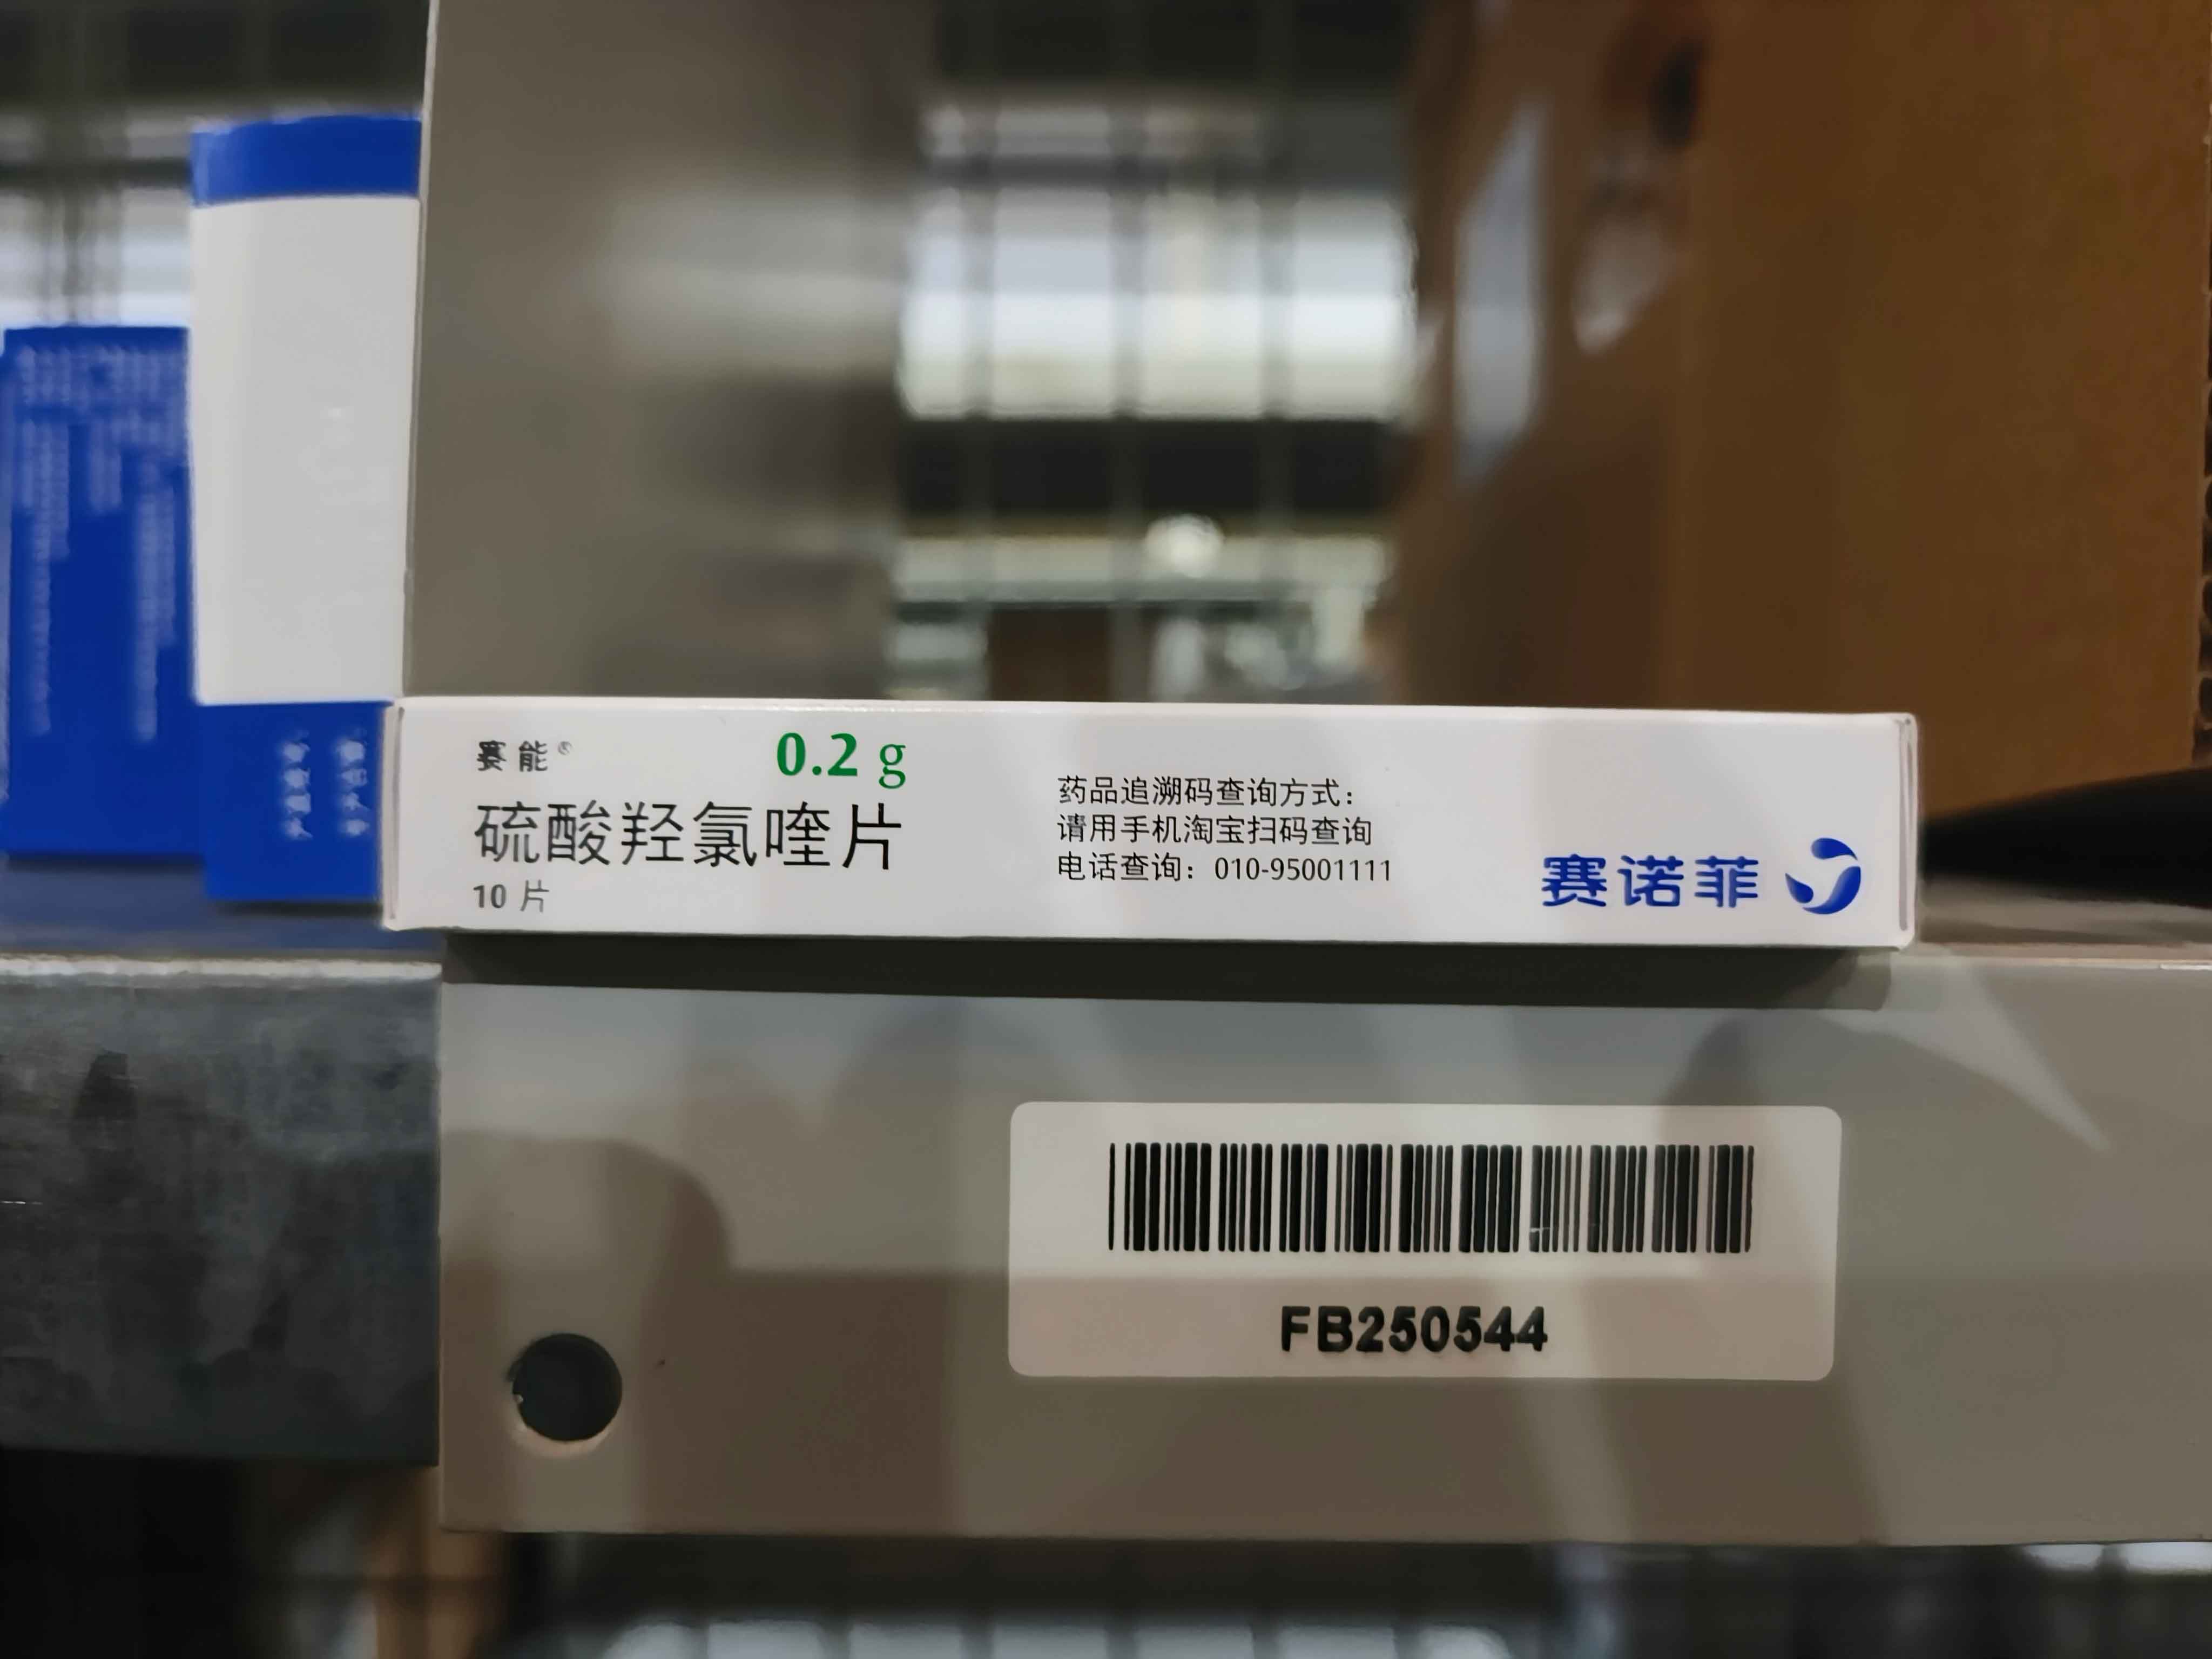 赛能®
0.2 g
硫酸羟氯喹片
10 片
药品追溯码查询方式：
请用手机淘宝扫码查询
电话查询：010-95001111
赛诺菲
FB250544